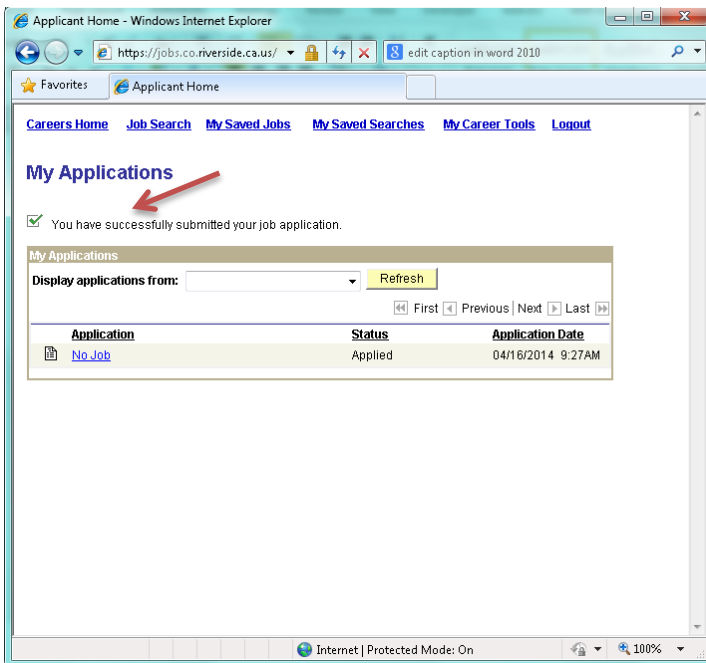 Applicant Home - Windows Internet Explorer
https://jobs.co.riverside.ca.us/ edit caption in word 2010
Favorites Applicant Home
Careers Home Job Search My Saved Jobs My Saved Searches My Career Tools Logout
My Applications
You have successfully submitted your job application.
My Applications
Display applications from: Refresh
First Previous | Next Last
Application Status Application Date
No Job Applied 04/16/2014 9:27AM
Internet | Protected Mode: On 100%